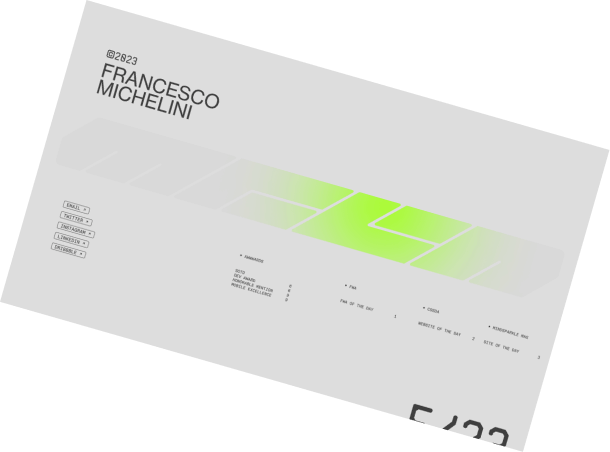 ©2023
FRANCESCO
MICHELINI
EMAIL
TWITTER
INSTAGRAM
LINKEDIN
DRIBBBLE
AWWWARDS
SOTD
DEV AWARD
HONORABLE MENTION
MOBILE EXCELLENCE
FWA
FWA OF THE DAY
CSSDA
WEBSITE OF THE DAY
SITE OF THE DAY